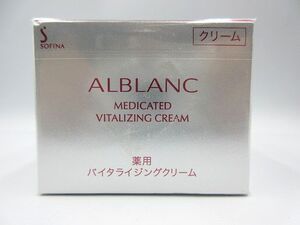 S
SOFINA
クリーム
ALBLANC
MEDICATED
VITALIZING CREAM
薬用
バイタライジングクリーム